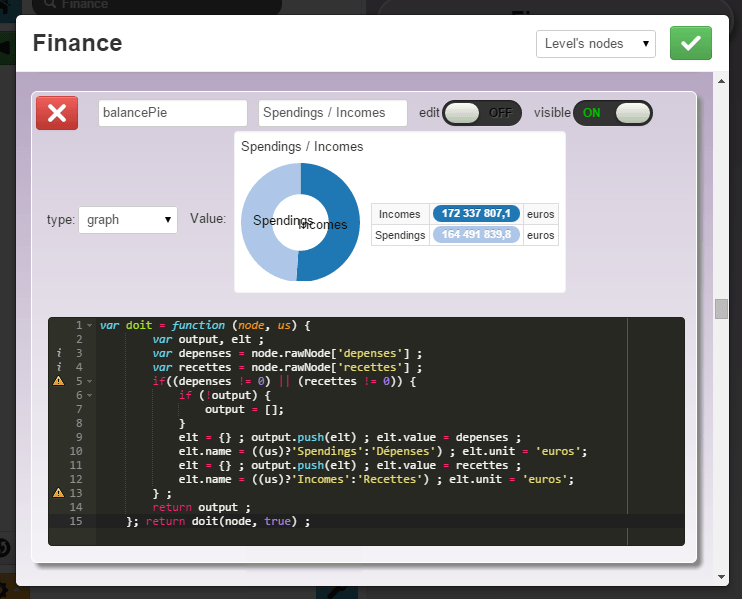 Finance
Finance
Level's nodes
balancePie
Spendings / Incomes
edit
OFF
visible
ON
Spendings / Incomes
type:
graph
Value:
Spendings
Incomes
Incomes 172 337 807,1 euros
Spendings 164 491 839,8 euros
1 var doit = function (node, us) {
2 var output, elt ;
3 var depenses = node.rawNode['depenses'] ;
4 var recettes = node.rawNode['recettes'] ;
5 if((depenses != 0) || (recettes != 0)) {
6 if (!output) {
7 output = [];
8 }
9 elt = {} ; output.push(elt) ; elt.value = depenses ;
10 elt.name = ((us)?'Spendings':'Dépenses') ; elt.unit = 'euros';
11 elt = {} ; output.push(elt) ; elt.value = recettes ;
12 elt.name = ((us)?'Incomes':'Recettes') ; elt.unit = 'euros';
13 } ;
14 return output ;
15 }; return doit(node, true) ;